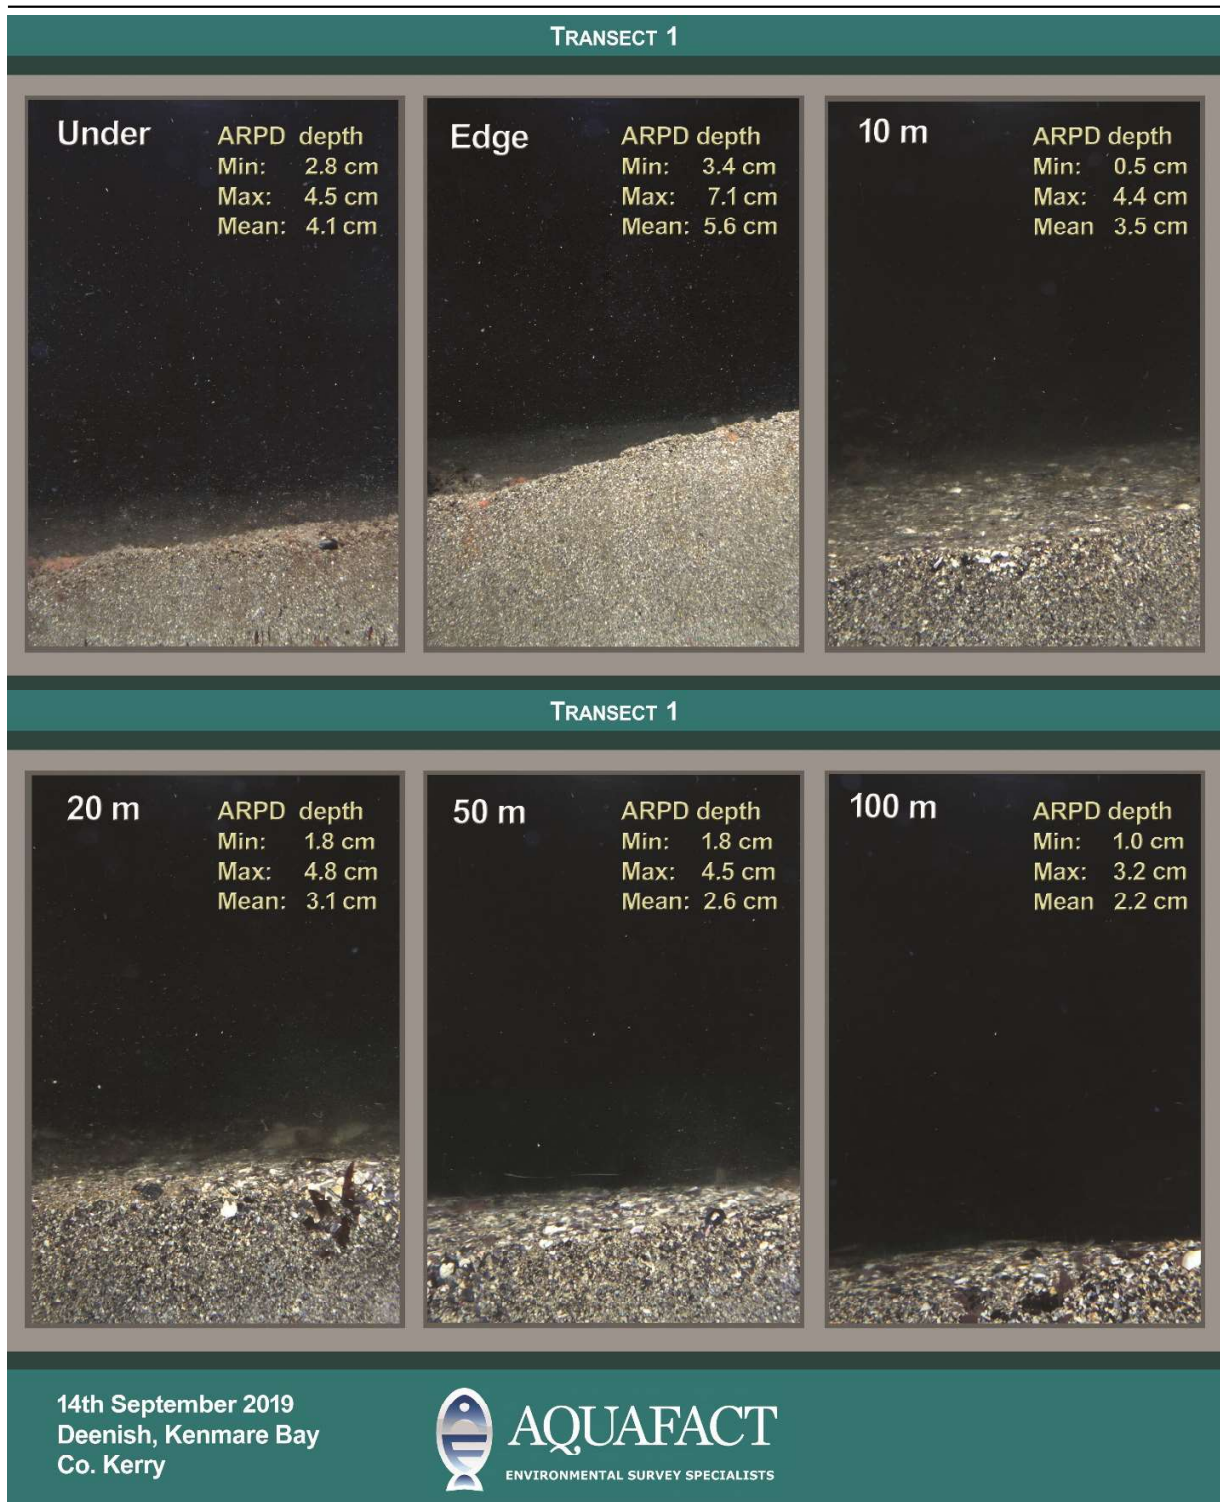 TRANSECT 1
Under
ARPD depth
Min: 2.8 cm
Max: 4.5 cm
Mean: 4.1 cm
Edge
ARPD depth
Min: 3.4 cm
Max: 7.1 cm
Mean: 5.6 cm
10 m
ARPD depth
Min: 0.5 cm
Max: 4.4 cm
Mean 3.5 cm
TRANSECT 1
20 m
ARPD depth
Min: 1.8 cm
Max: 4.8 cm
Mean: 3.1 cm
50 m
ARPD depth
Min: 1.8 cm
Max: 4.5 cm
Mean: 2.6 cm
100 m
ARPD depth
Min: 1.0 cm
Max: 3.2 cm
Mean 2.2 cm
14th September 2019
Deenish, Kenmare Bay
Co. Kerry
AQUAFACT
ENVIRONMENTAL SURVEY SPECIALISTS